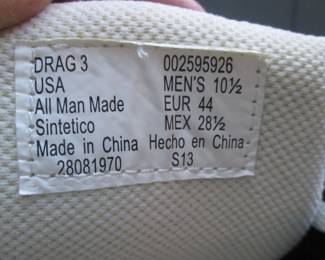 DRAG 3 002595926
USA MEN'S 10½
All Man Made EUR 44
Sintetico MEX 28½
Made in China Hecho en China
28081970 S13